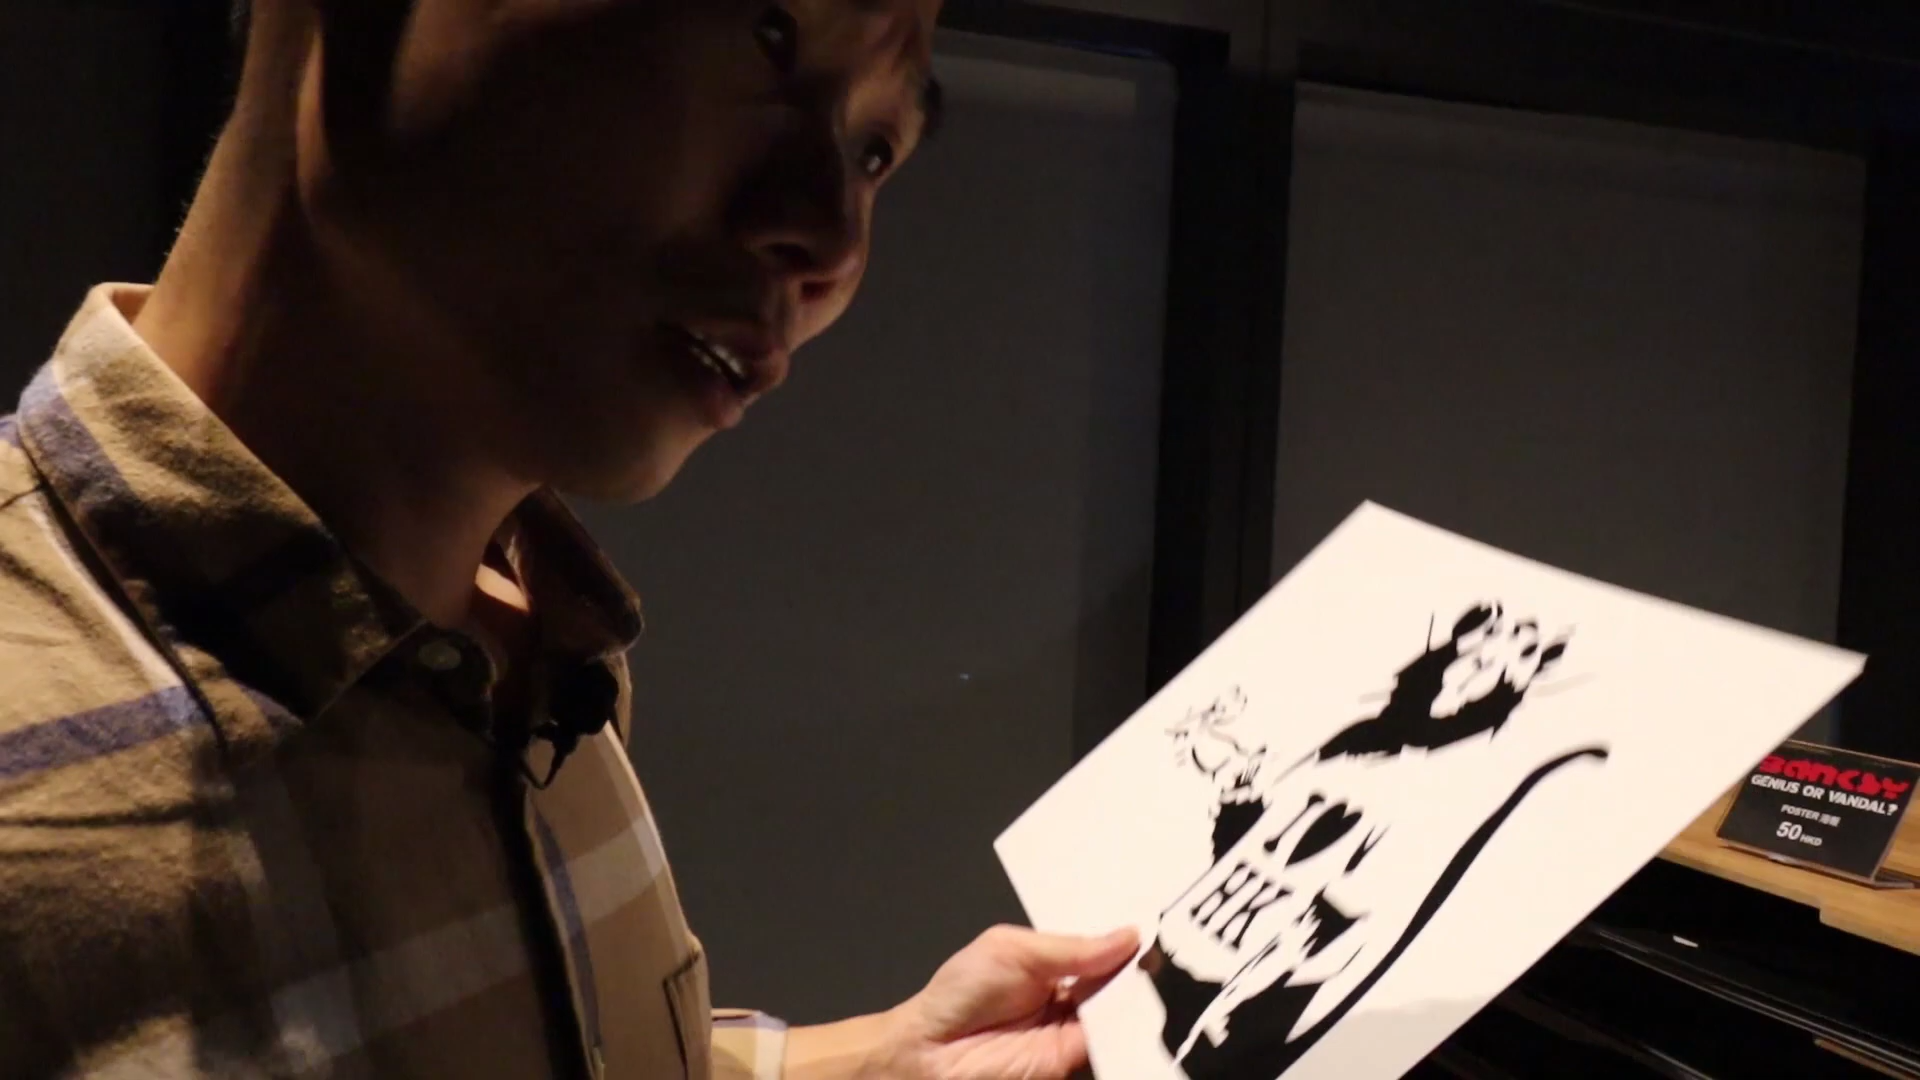 I ♥
HK
BANKSY
GENIUS OR VANDAL?
POSTER 海報
50 HKD